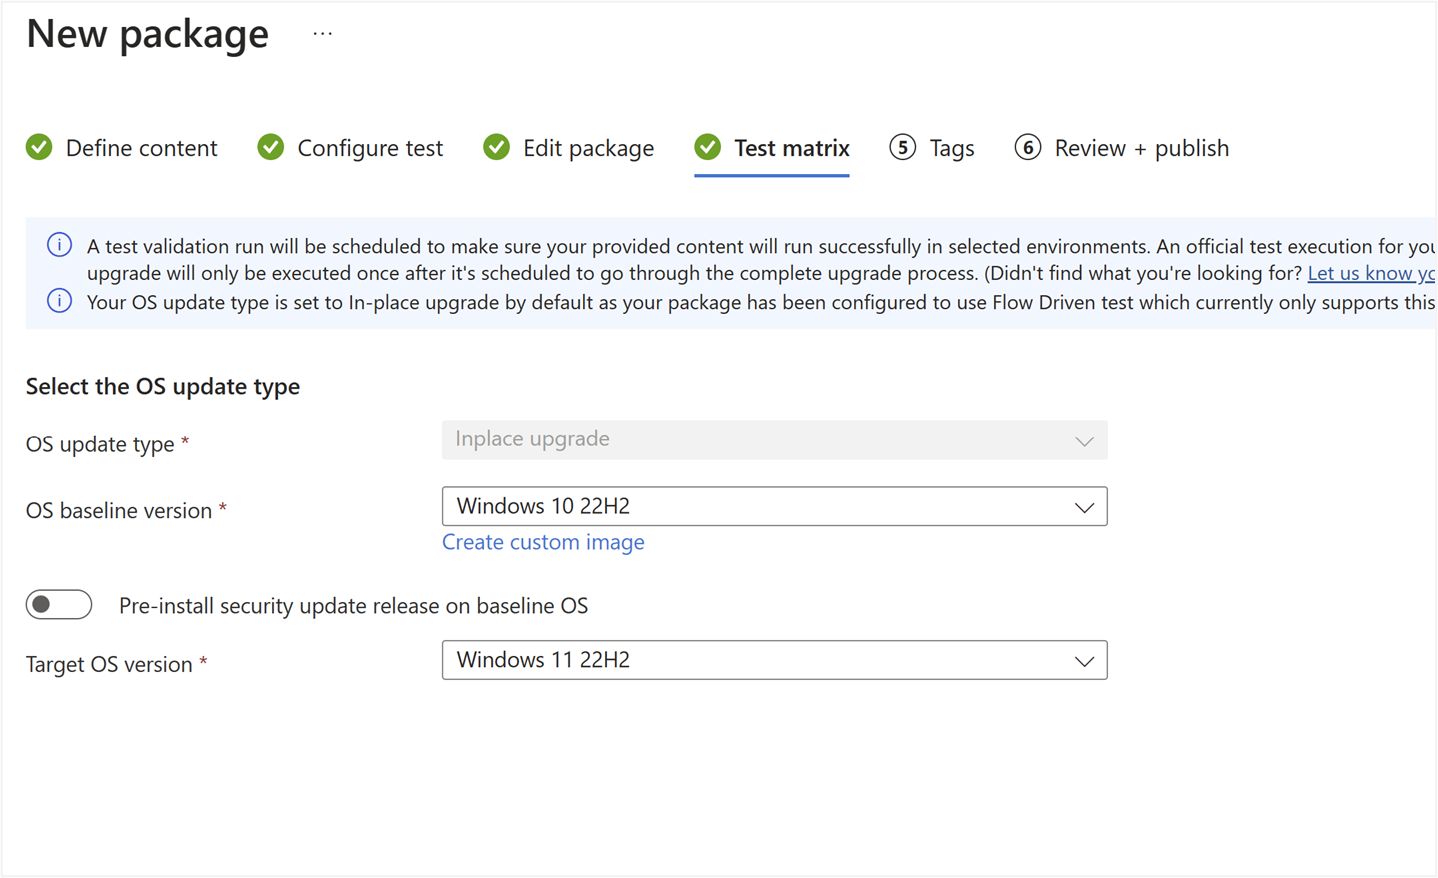 New package ...
Define content Configure test Edit package Test matrix 5 Tags 6 Review + publish
A test validation run will be scheduled to make sure your provided content will run successfully in selected environments. An official test execution for
upgrade will only be executed once after it's scheduled to go through the complete upgrade process. (Didn't find what you're looking for? Let us know
Your OS update type is set to In-place upgrade by default as your package has been configured to use Flow Driven test which currently only supports this
Select the OS update type
OS update type *
Inplace upgrade
OS baseline version *
Windows 10 22H2
Create custom image
Pre-install security update release on baseline OS
Target OS version *
Windows 11 22H2